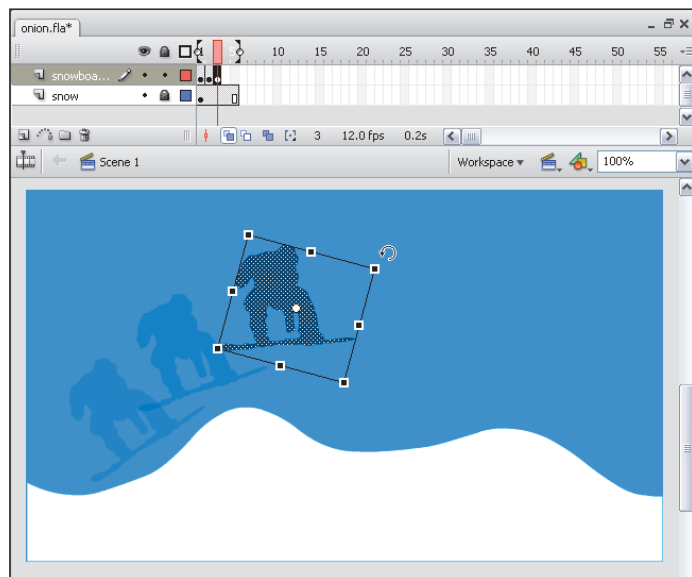 onion.fla*
1 5 10 15 20 25 30 35 40 45 50 55
snowboa...
snow
3 12.0 fps 0.2s
Scene 1 Workspace 100%